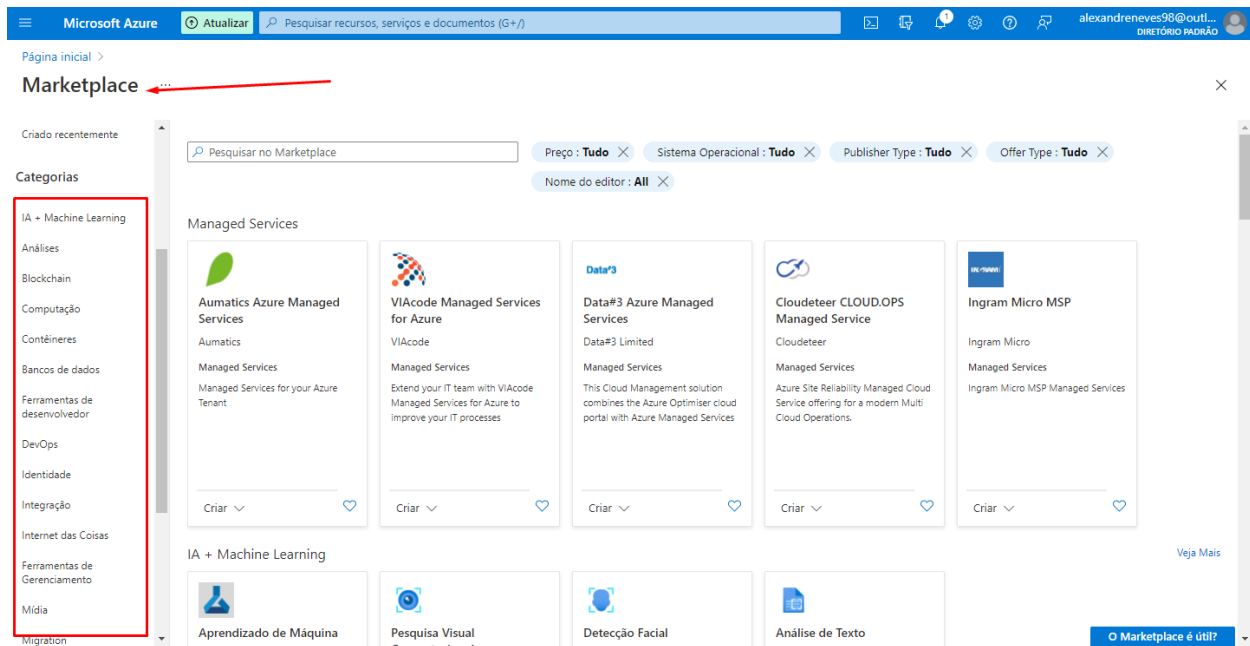 Microsoft Azure
Atualizar
Pesquisar recursos, serviços e documentos (G+/)
1
alexandreneves98@outl...
DIRETÓRIO PADRÃO
Página inicial >
Marketplace ...
Criado recentemente
Categorias
IA + Machine Learning
Análises
Blockchain
Computação
Contêineres
Bancos de dados
Ferramentas de
desenvolvedor
DevOps
Identidade
Integração
Internet das Coisas
Ferramentas de
Gerenciamento
Mídia
Migration
Pesquisar no Marketplace
Preço : Tudo
Sistema Operacional : Tudo
Publisher Type : Tudo
Offer Type : Tudo
Nome do editor : All
Managed Services
Aumatics Azure Managed
Services
Aumatics
Managed Services
Managed Services for your Azure
Tenant
Criar
VIAcode Managed Services
for Azure
VIAcode
Managed Services
Extend your IT team with VIAcode
Managed Services for Azure to
improve your IT processes
Criar
Data#3
Data#3 Azure Managed
Services
Data#3 Limited
Managed Services
This Cloud Management solution
combines the Azure Optimiser cloud
portal with Azure Managed Services
Criar
Cloudeteer CLOUD.OPS
Managed Service
Cloudeteer
Managed Services
Azure Site Reliability Managed Cloud
Service offering for a modern Multi
Cloud Operations.
Criar
INGRAM
Ingram Micro MSP
Ingram Micro
Managed Services
Ingram Micro MSP Managed Services
Criar
IA + Machine Learning
Veja Mais
Aprendizado de Máquina
Pesquisa Visual
Detecção Facial
Análise de Texto
O Marketplace é útil?